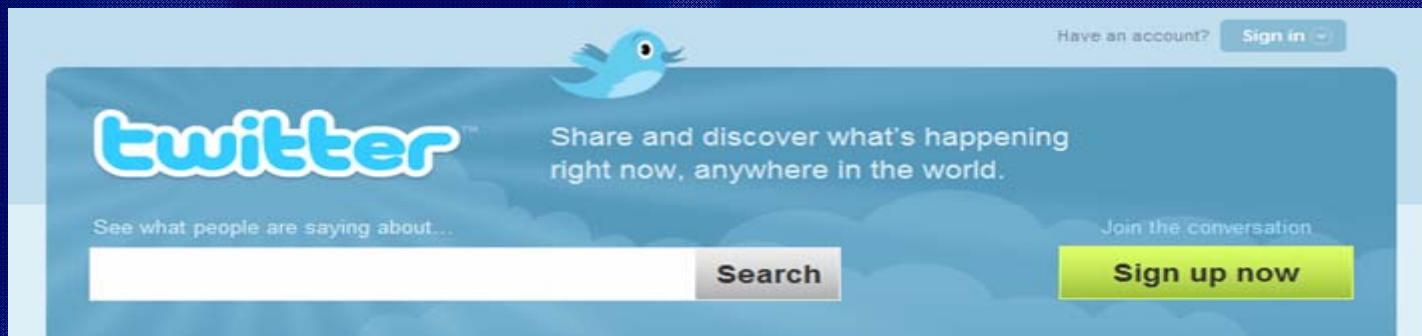 Have an account? Sign in
twitter™
Share and discover what's happening
right now, anywhere in the world.
See what people are saying about...
Join the conversation
Search
Sign up now